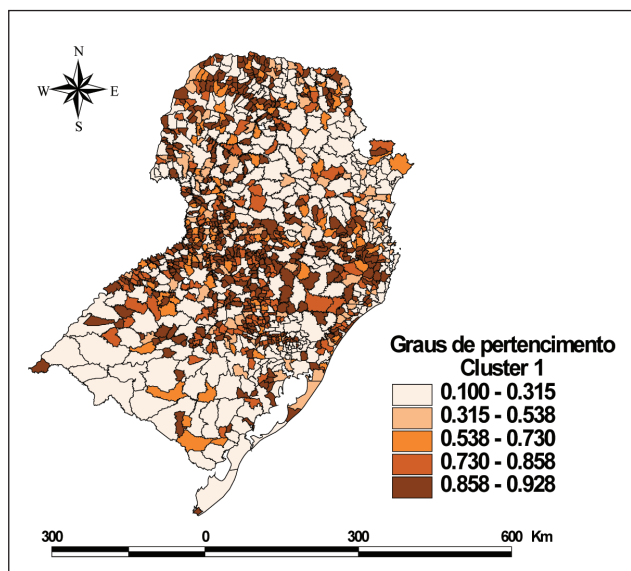 N
W E
S
Graus de pertencimento
Cluster 1
0.100 - 0.315
0.315 - 0.538
0.538 - 0.730
0.730 - 0.858
0.858 - 0.928
300 0 300 600 Km